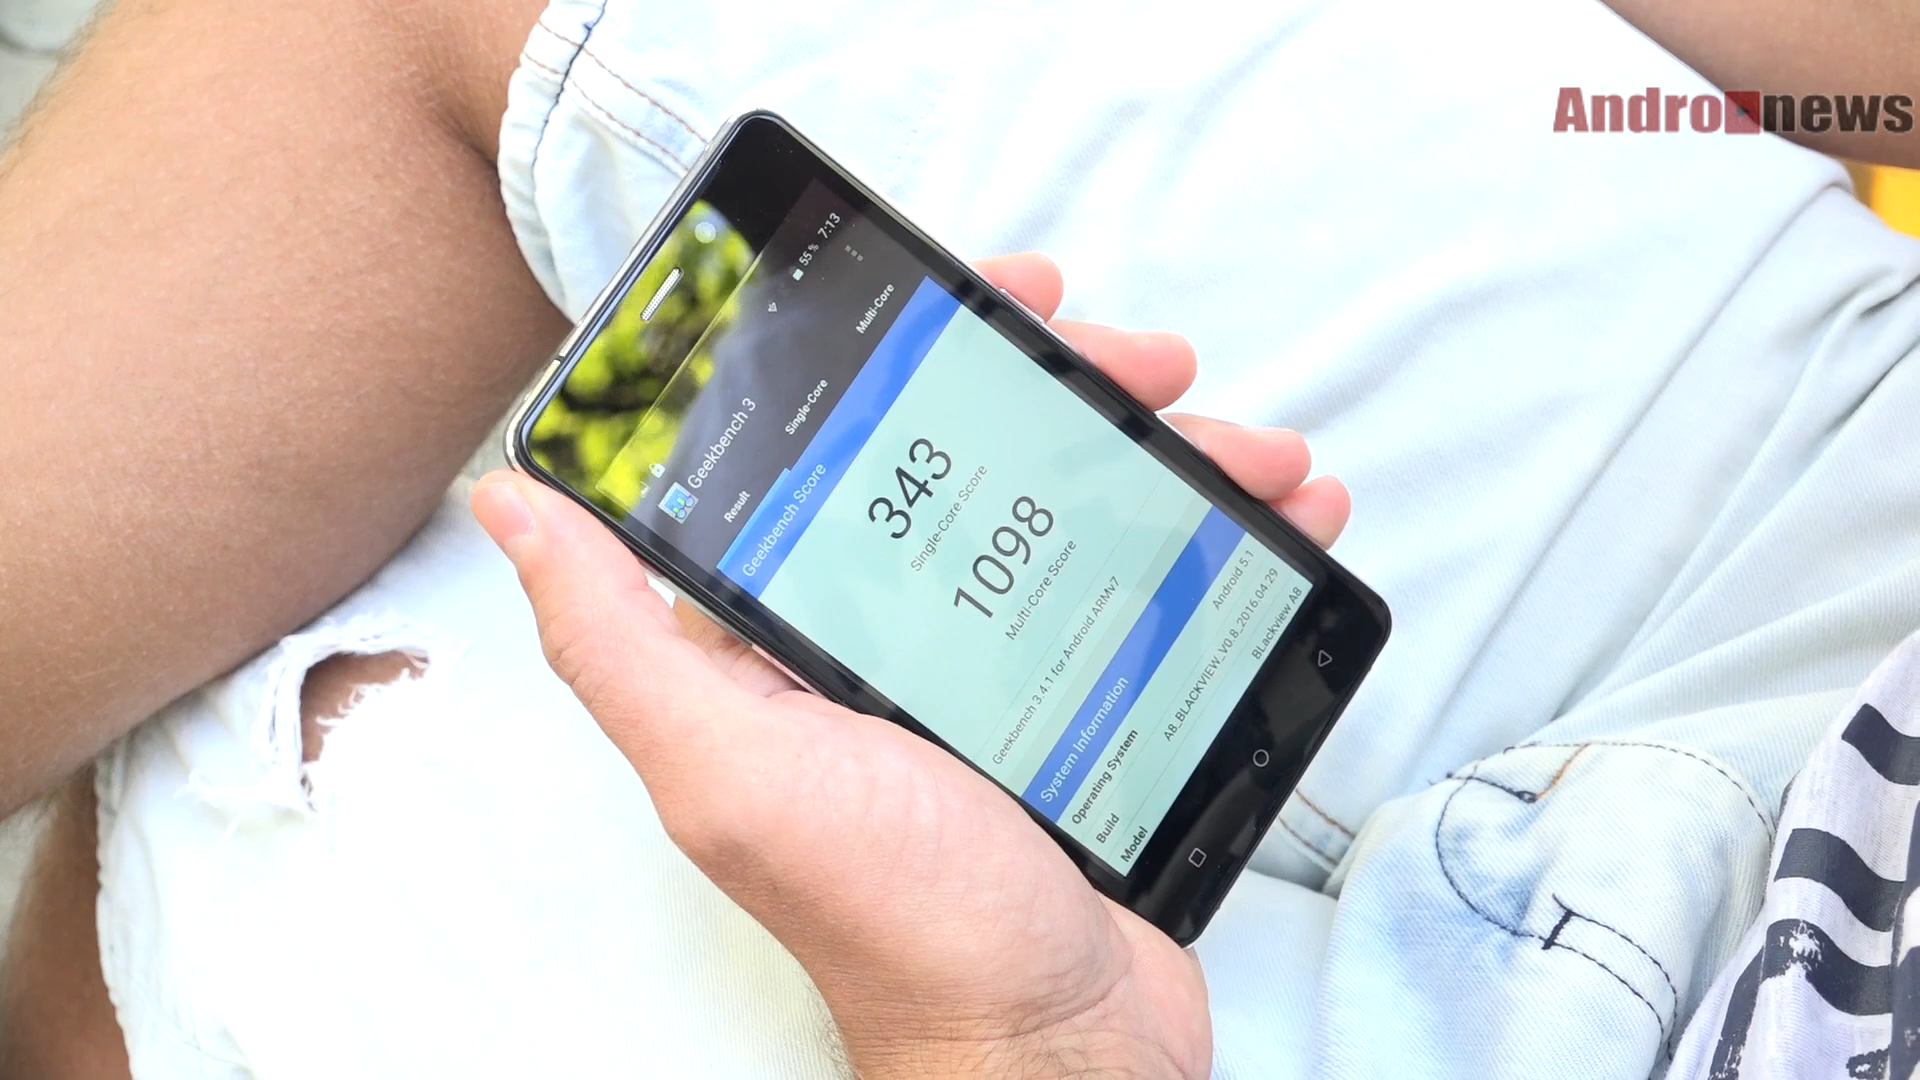 Andro news
55 % 7:13
Geekbench 3
Result Single-Core Multi-Core
Geekbench Score
343
Single-Core Score
1098
Multi-Core Score
Geekbench 3.4.1 for Android ARMv7
System Information
Operating System Android 5.1
Build A8_BLACKVIEW_V0.8_2016.04.29
Model BLackview A8